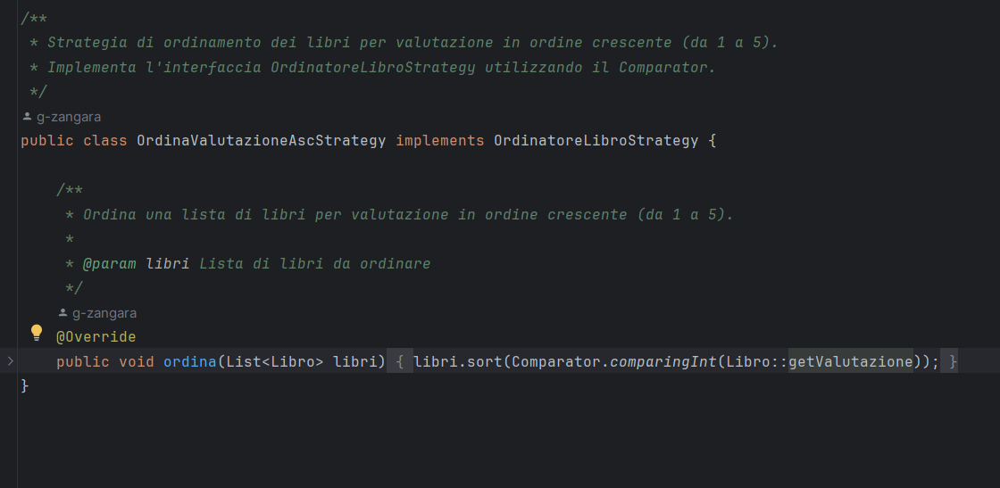 /**
* Strategia di ordinamento dei libri per valutazione in ordine crescente (da 1 a 5).
* Implementa l'interfaccia OrdinatoreLibroStrategy utilizzando il Comparator.
*/
g-zangara
public class OrdinaValutazioneAscStrategy implements OrdinatoreLibroStrategy {
/**
* Ordina una lista di libri per valutazione in ordine crescente (da 1 a 5).
*
* @param libri Lista di libri da ordinare
*/
g-zangara
@Override
public void ordina(List<Libro> libri) { libri.sort(Comparator.comparingInt(Libro::getValutazione)); }
}